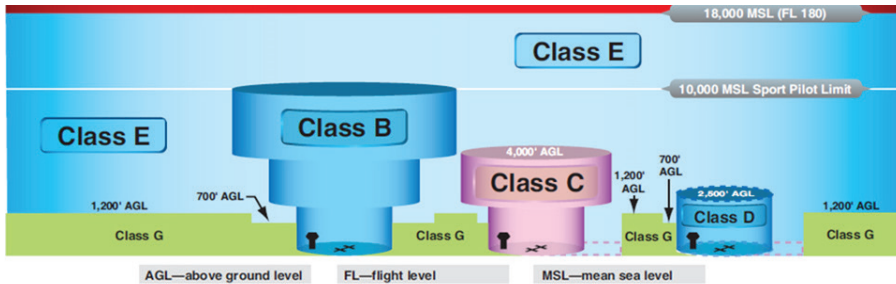 18,000 MSL (FL 180)
Class E
10,000 MSL Sport Pilot Limit
Class B
Class E
4,000' AGL
700'
AGL
1,200'
AGL
Class C
700' AGL
2,500' AGL
1,200' AGL
1,200' AGL
Class D
Class G
Class G
Class G
Class G
AGL—above ground level
FL—flight level
MSL—mean sea level